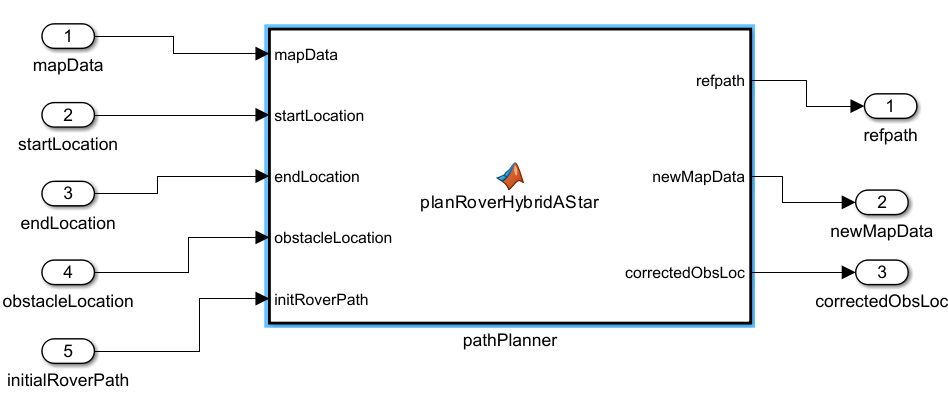 1
mapData
2
startLocation
3
endLocation
4
obstacleLocation
5
initialRoverPath
mapData
startLocation
endLocation
obstacleLocation
initRoverPath
planRoverHybridAStar
refpath
newMapData
correctedObsLoc
pathPlanner
1
refpath
2
newMapData
3
correctedObsLoc